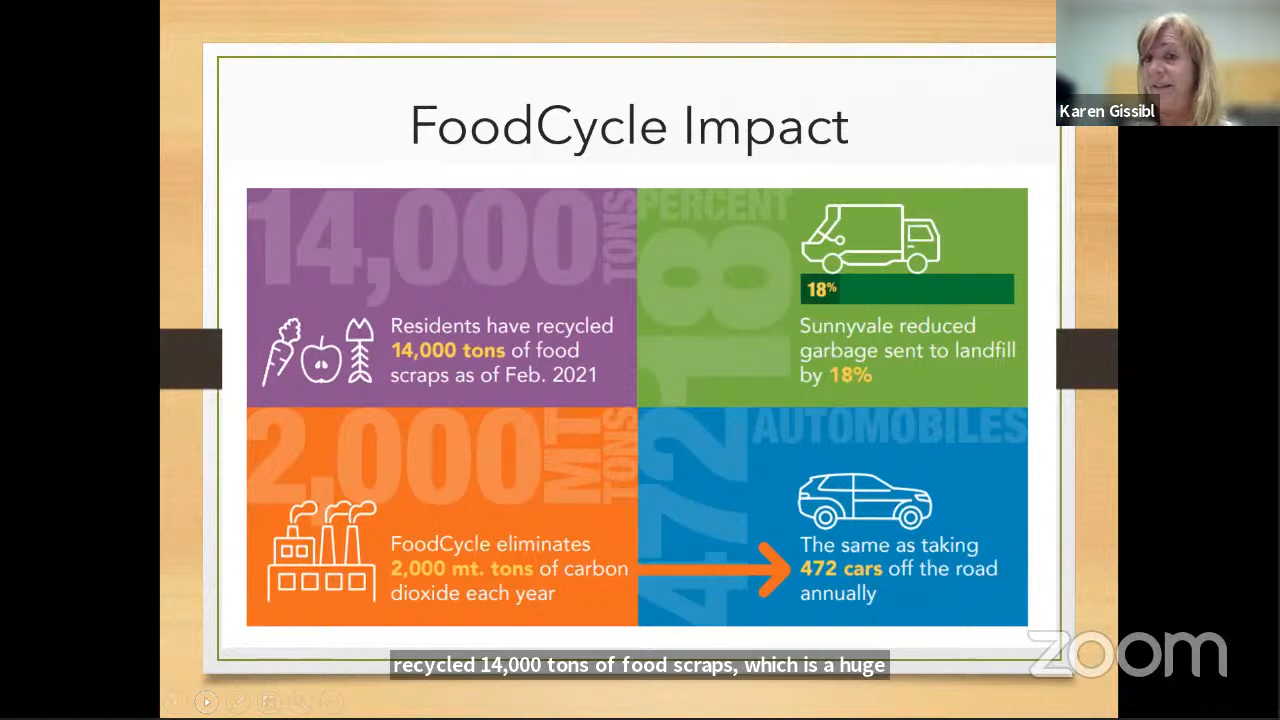 Karen Gissibl
FoodCycle Impact
14,000
TONS
Residents have recycled
14,000 tons of food
scraps as of Feb. 2021
PERCENT
18
18%
Sunnyvale reduced
garbage sent to landfill
by 18%
2,000
MT
TONS
FoodCycle eliminates
2,000 mt. tons of carbon
dioxide each year
472
AUTOMOBILES
The same as taking
472 cars off the road
annually
recycled 14,000 tons of food scraps, which is a huge
zoom